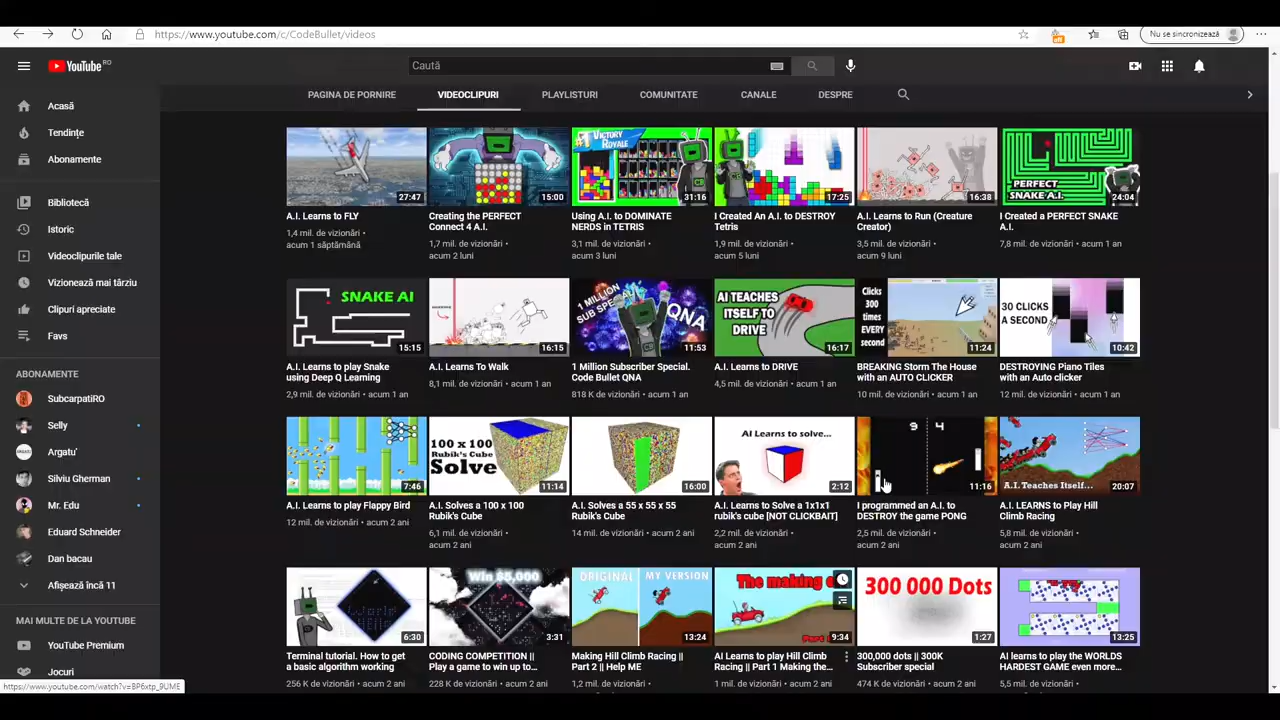 https://www.youtube.com/c/CodeBullet/videos
Nu se sincronizează
YouTube RO
Caută
PAGINA DE PORNIRE
VIDEOCLIPURI
PLAYLISTURI
COMUNITATE
CANALE
DESPRE
Acasă
Tendințe
Abonamente
Bibliotecă
Istoric
Videoclipurile tale
Vizionează mai târziu
Clipuri apreciate
Favs
ABONAMENTE
SubcarpatiRO
Selly
Argatu'
Silviu Gherman
Mr. Edu
Eduard Schneider
Dan bacau
Afișează încă 11
MAI MULTE DE LA YOUTUBE
YouTube Premium
Jocuri
https://www.youtube.com/watch?v=BP6xtp_9UME
27:47
A.I. Learns to FLY
1,4 mil. de vizionări •
acum 1 săptămână
15:00
Creating the PERFECT
Connect 4 A.I.
1,7 mil. de vizionări •
acum 2 luni
VICTORY
ROYALE
31:16
Using A.I. to DOMINATE
NERDS in TETRIS
3,1 mil. de vizionări •
acum 3 luni
17:25
I Created An A.I. to DESTROY
Tetris
1,9 mil. de vizionări •
acum 5 luni
16:38
A.I. Learns to Run (Creature
Creator)
3,5 mil. de vizionări •
acum 9 luni
PERFECT
SNAKE A.I.
24:04
I Created a PERFECT SNAKE
A.I.
7,8 mil. de vizionări • acum 1 an
SNAKE AI
15:15
A.I. Learns to play Snake
using Deep Q Learning
2,9 mil. de vizionări • acum 1 an
16:15
A.I. Learns To Walk
8,1 mil. de vizionări • acum 1 an
1 MILLION
SUB SPECIAL
QNA
11:53
1 Million Subscriber Special.
Code Bullet QNA
818 K de vizionări • acum 1 an
AI TEACHES
ITSELF TO
DRIVE
16:17
A.I. Learns to DRIVE
4,5 mil. de vizionări • acum 1 an
Clicks
300
times
EVERY
second
11:24
BREAKING Storm The House
with an AUTO CLICKER
10 mil. de vizionări • acum 1 an
30 CLICKS
A SECOND
10:42
DESTROYING Piano Tiles
with an Auto clicker
12 mil. de vizionări • acum 1 an
7:46
A.I. Learns to play Flappy Bird
12 mil. de vizionări • acum 2 ani
100 x 100
Rubik's Cube
Solve
11:14
A.I. Solves a 100 x 100
Rubik's Cube
6,1 mil. de vizionări •
acum 2 ani
16:00
A.I. Solves a 55 x 55 x 55
Rubik's Cube
14 mil. de vizionări • acum 2 ani
AI Learns to solve...
2:12
A.I. Learns to Solve a 1x1x1
rubik's cube [NOT CLICKBAIT]
2,2 mil. de vizionări •
acum 2 ani
9 4
11:16
I programmed an A.I. to
DESTROY the game PONG
2,5 mil. de vizionări •
acum 2 ani
A.I. Teaches Itself...
20:07
A.I. LEARNS to Play Hill
Climb Racing
5,8 mil. de vizionări •
acum 2 ani
6:30
Terminal tutorial. How to get
a basic algorithm working
256 K de vizionări • acum 2 ani
Win $5,000
3:31
CODING COMPETITION ||
Play a game to win up to...
228 K de vizionări • acum 2 ani
ORIGINAL
MY VERSION
13:24
Making Hill Climb Racing ||
Part 2 || Help ME
1,2 mil. de vizionări • acum 2 ani
The making o
9:34
AI Learns to play Hill Climb
Racing || Part 1 Making the...
1 mil. de vizionări • acum 2 ani
300 000 Dots
1:27
300,000 dots || 300K
Subscriber special
474 K de vizionări • acum 2 ani
13:25
AI learns to play the WORLDS
HARDEST GAME even more...
5,5 mil. de vizionări •